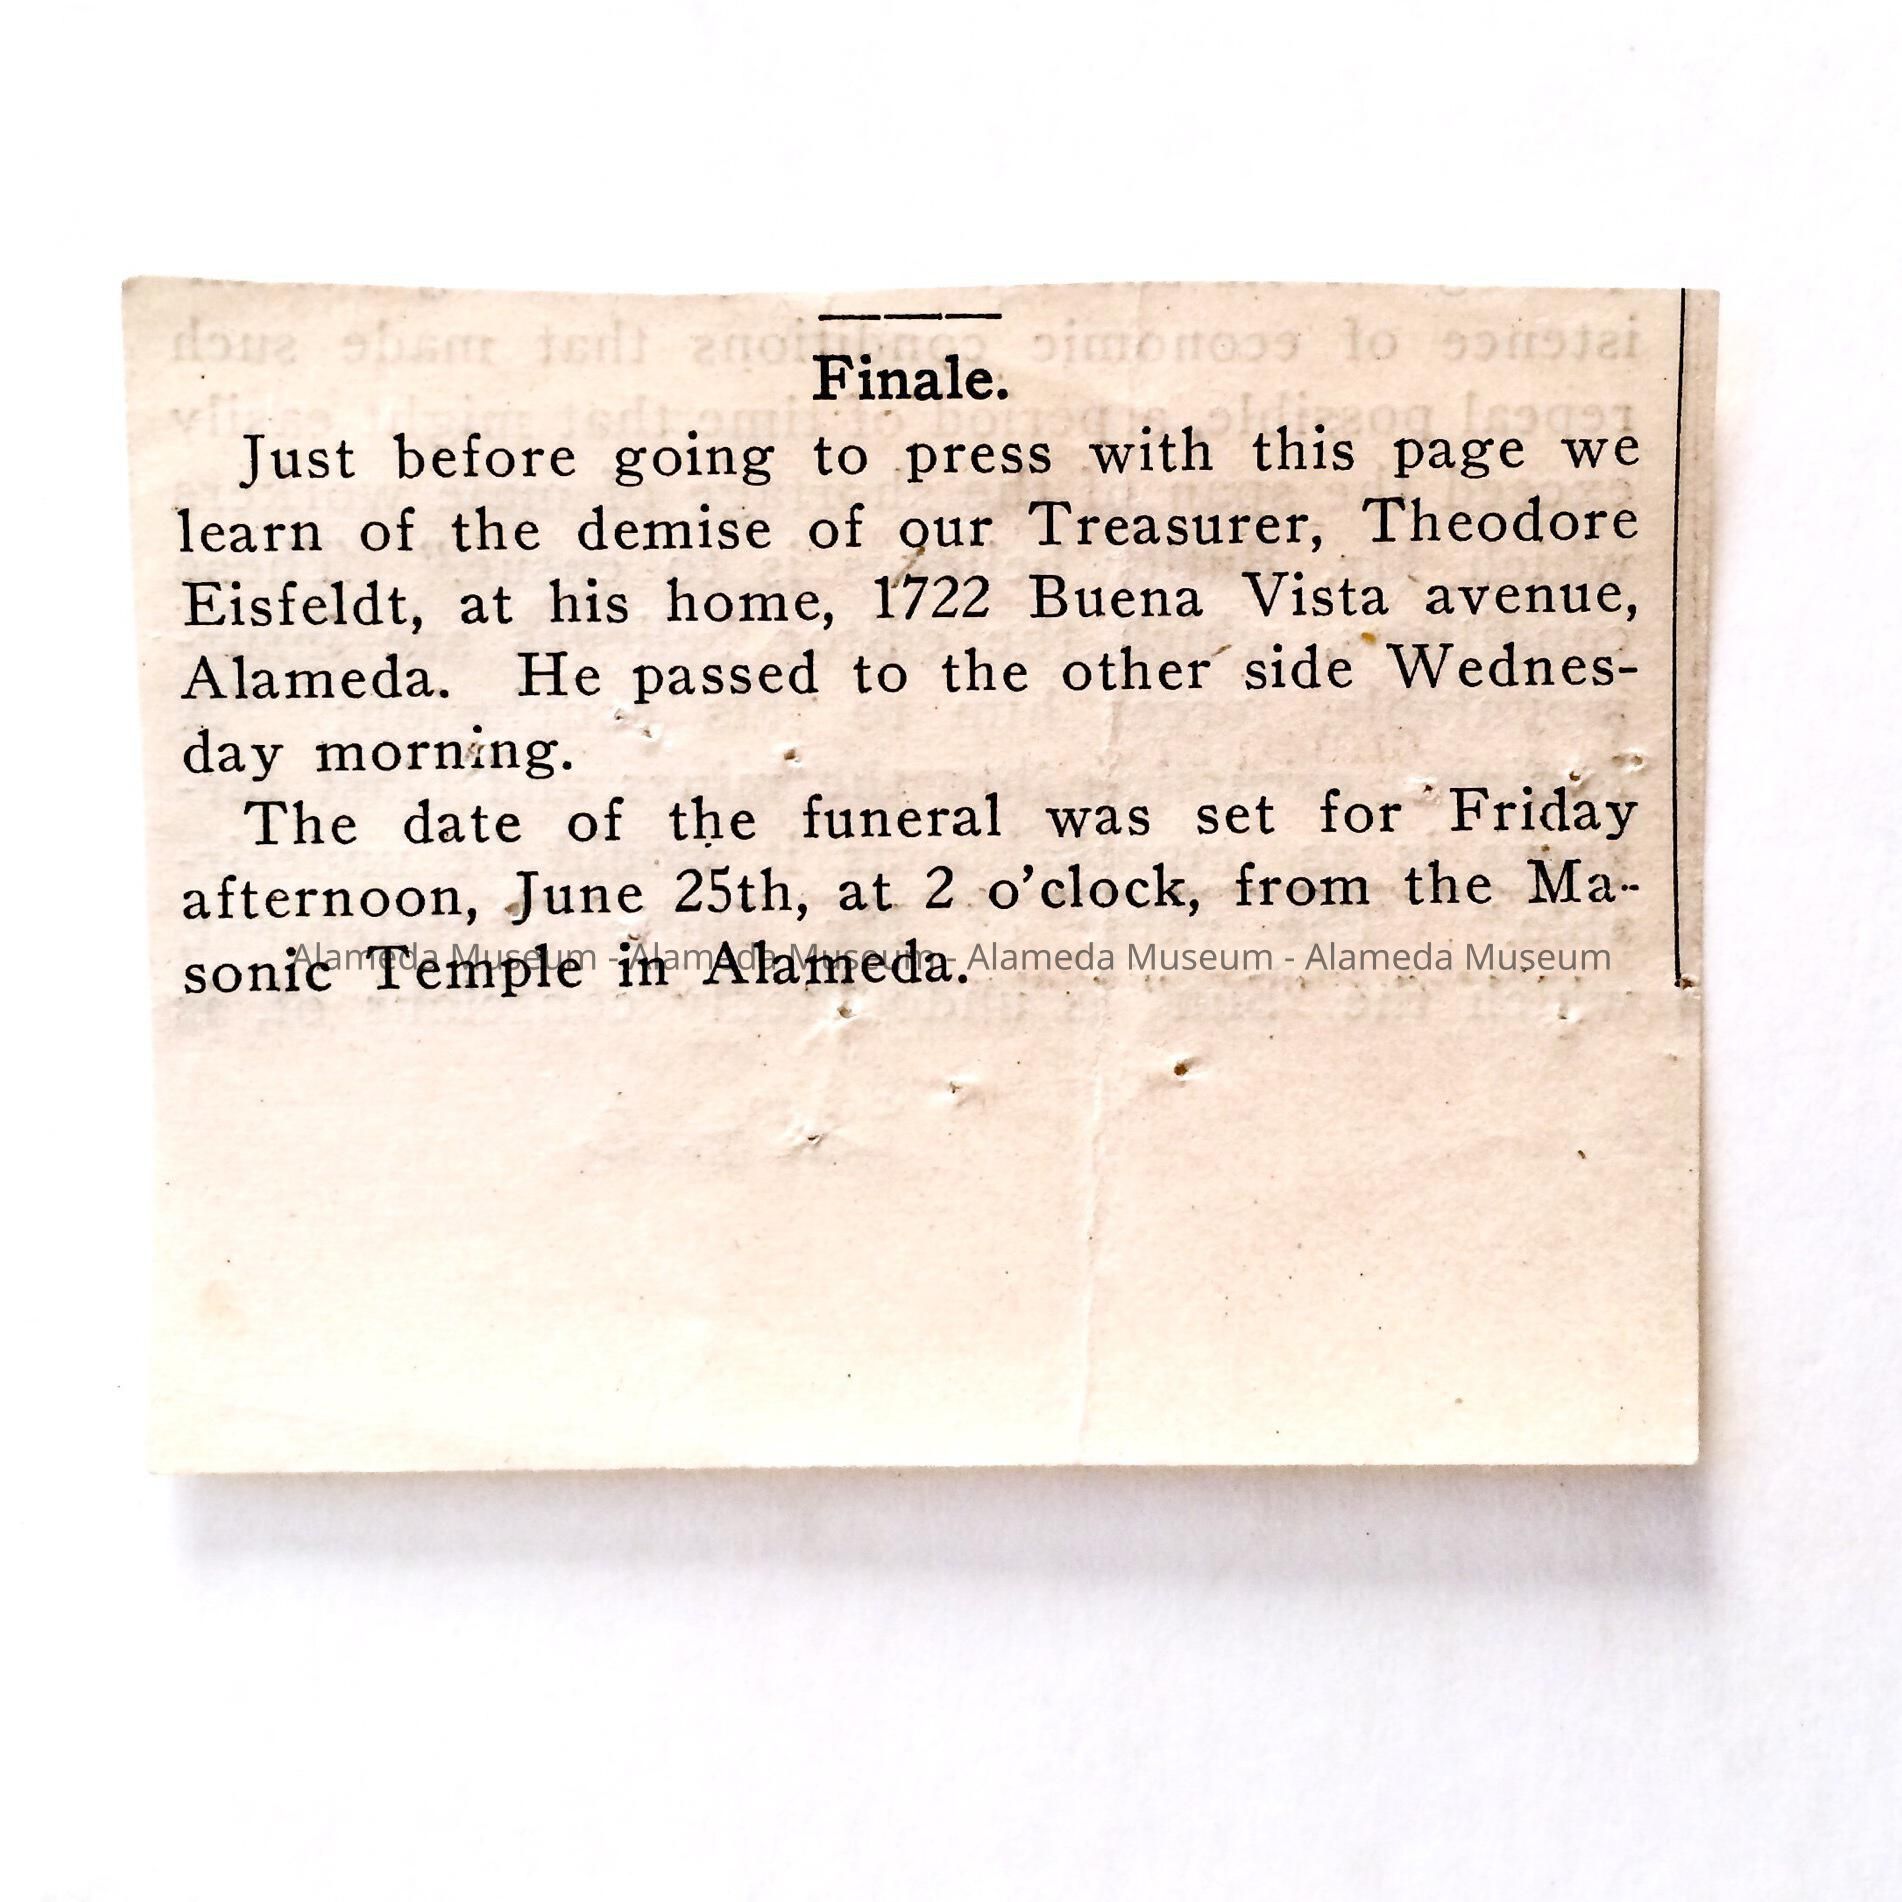 Finale.
Just before going to press with this page we
learn of the demise of our Treasurer, Theodore
Eisfeldt, at his home, 1722 Buena Vista avenue,
Alameda. He passed to the other side Wednes-
day morning.
The date of the funeral was set for Friday
afternoon, June 25th, at 2 o'clock, from the Ma-
sonic Temple in Alameda.
Alameda Museum - Alameda Museum - Alameda Museum - Alameda Museum